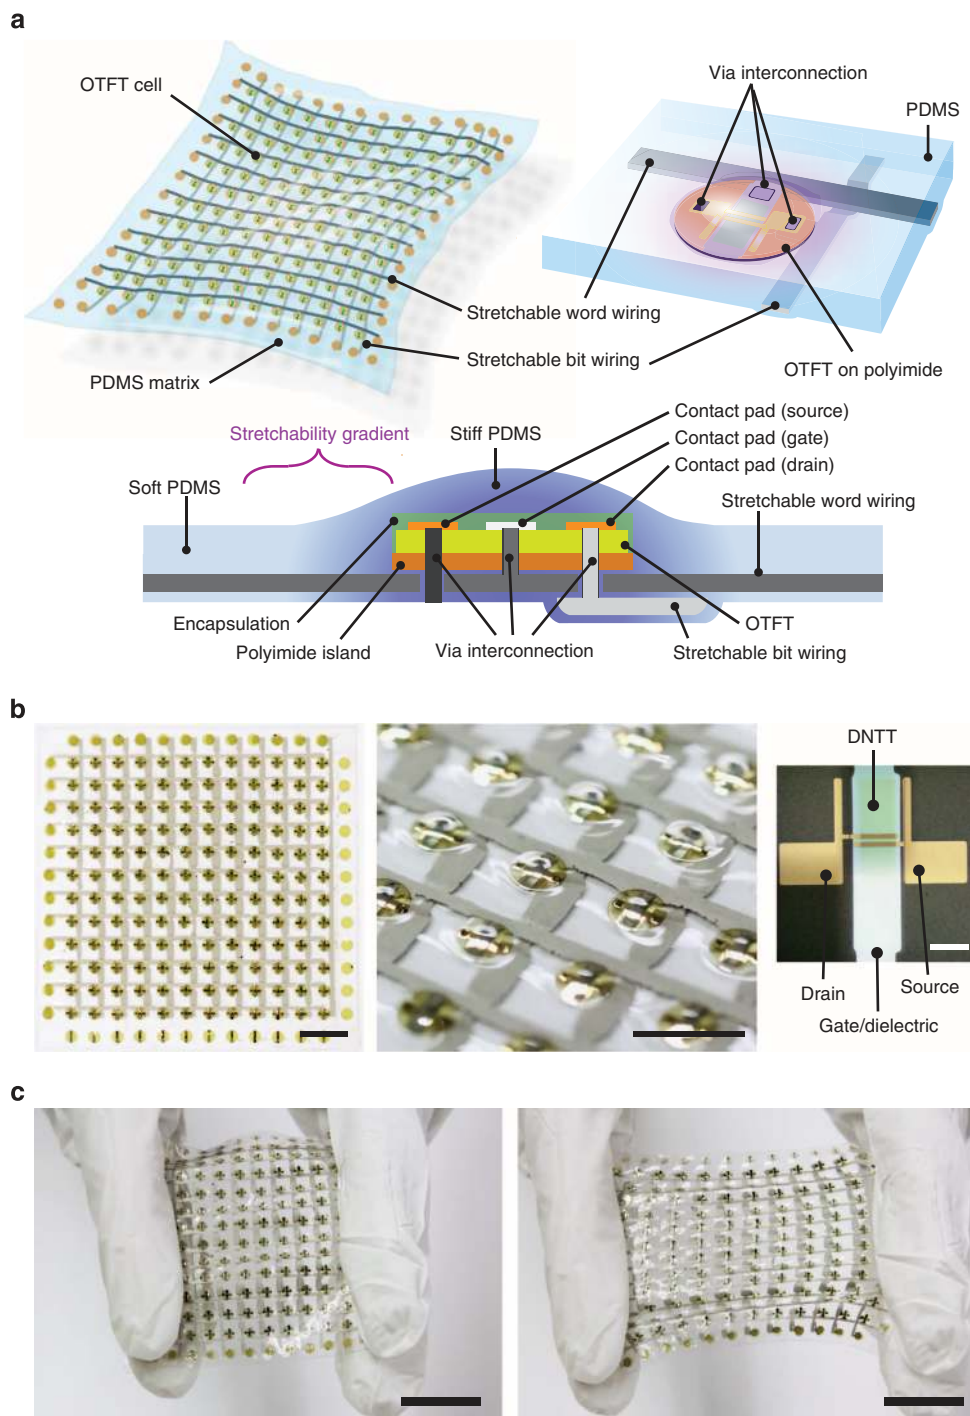 a
OTFT cell
Via interconnection
PDMS
Stretchable word wiring
Stretchable bit wiring
PDMS matrix
OTFT on polyimide
Contact pad (source)
Stretchability gradient
Stiff PDMS
Contact pad (gate)
Contact pad (drain)
Soft PDMS
Stretchable word wiring
Encapsulation
OTFT
Polyimide island
Via interconnection
Stretchable bit wiring
b
DNTT
Drain
Source
Gate/dielectric
c